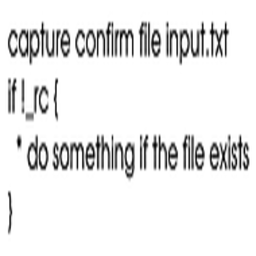 capture confirm file input.txt
if !_rc {
* do something if the file exists
}